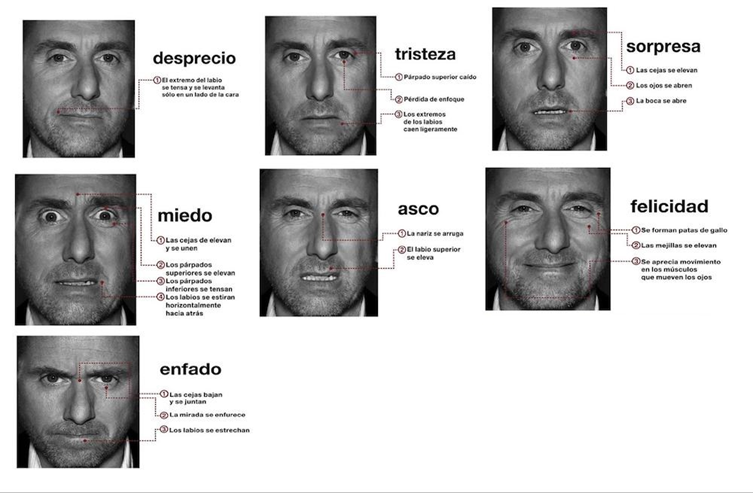 desprecio
1 El extremo del labio
se tensa y se levanta
sólo en un lado de la cara
tristeza
1 Párpado superior caído
2 Pérdida de enfoque
3 Los extremos
de los labios
caen ligeramente
sorpresa
1 Las cejas se elevan
2 Los ojos se abren
3 La boca se abre
miedo
1 Las cejas de elevan
y se unen
2 Los párpados
superiores se elevan
3 Los párpados
inferiores se tensan
4 Los labios se estiran
horizontalmente
hacia atrás
asco
1 La nariz se arruga
2 El labio superior
se eleva
felicidad
1 Se forman patas de gallo
2 Las mejillas se elevan
3 Se aprecia movimiento
en los músculos
que mueven los ojos
enfado
1 Las cejas bajan
y se juntan
2 La mirada se enfurece
3 Los labios se estrechan